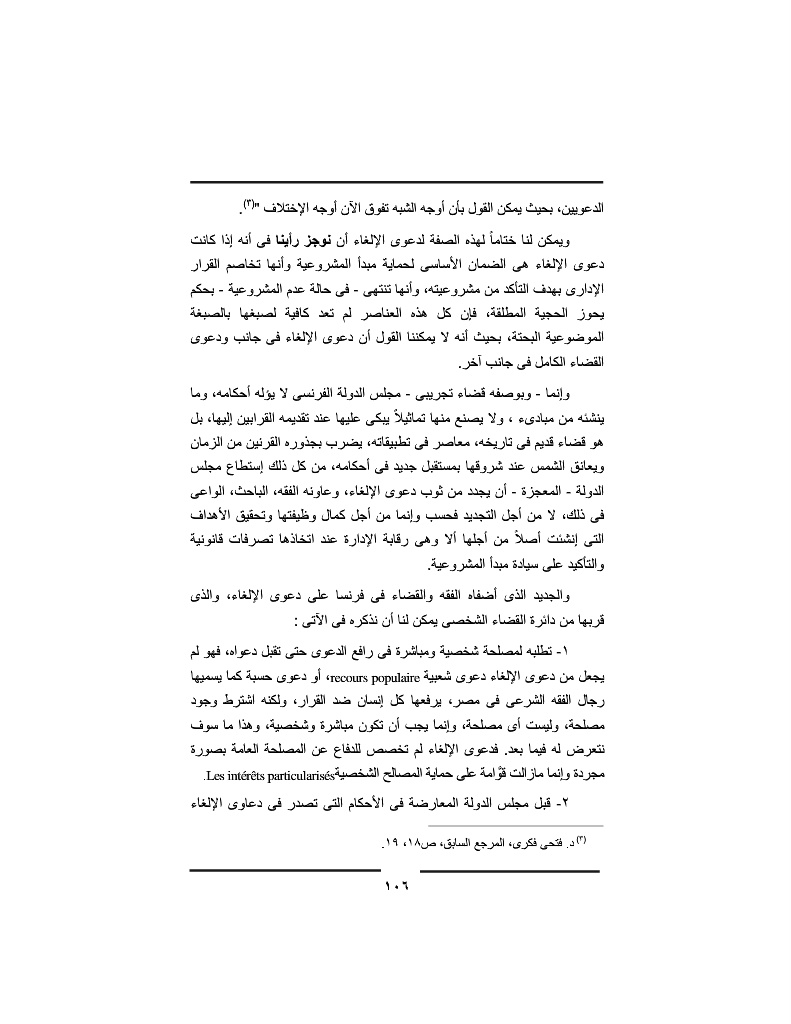 الدعويين، بحيث يمكن القول بأن أوجه الشبه تفوق الآن أوجه الإختلاف "(٣).
ويمكن لنا ختاماً لهذه الصفة لدعوى الإلغاء أن نوجز رأينا فى أنه إذا كانت
دعوى الإلغاء هى الضمان الأساسى لحماية مبدأ المشروعية وأنها تخاصم القرار
الإدارى بهدف التأكد من مشروعيته، وأنها تنتهى - فى حالة عدم المشروعية - بحكم
يحوز الحجية المطلقة، فإن كل هذه العناصر لم تعد كافية لصبغها بالصبغة
الموضوعية البحتة، بحيث أنه لا يمكننا القول أن دعوى الإلغاء فى جانب ودعوى
القضاء الكامل فى جانب آخر.
وإنما - وبوصفه قضاء تجريبى - مجلس الدولة الفرنسى لا يؤله أحكامه، وما
ينشئه من مبادىء ، ولا يصنع منها تماثيلاً يبكى عليها عند تقديمه القرابين إليها، بل
هو قضاء قديم فى تاريخه، معاصر فى تطبيقاته، يضرب بجذوره القرنين من الزمان
ويعانق الشمس عند شروقها بمستقبل جديد فى أحكامه، من كل ذلك إستطاع مجلس
الدولة - المعجزة - أن يجدد من ثوب دعوى الإلغاء، وعاونه الفقه، الباحث، الواعى
فى ذلك، لا من أجل التجديد فحسب وإنما من أجل كمال وظيفتها وتحقيق الأهداف
التى إنشئت أصلاً من أجلها ألا وهى رقابة الإدارة عند اتخاذها تصرفات قانونية
والتأكيد على سيادة مبدأ المشروعية.
والجديد الذى أضفاه الفقه والقضاء فى فرنسا على دعوى الإلغاء، والذى
قربها من دائرة القضاء الشخصى يمكن لنا أن نذكره فى الآتى :
١- تطلبه لمصلحة شخصية ومباشرة فى رافع الدعوى حتى تقبل دعواه، فهو لم
يجعل من دعوى الإلغاء دعوى شعبية recours populaire، أو دعوى حسبة كما يسميها
رجال الفقه الشرعى فى مصر، يرفعها كل إنسان ضد القرار، ولكنه اشترط وجود
مصلحة، وليست أى مصلحة، وإنما يجب أن تكون مباشرة وشخصية، وهذا ما سوف
نتعرض له فيما بعد. فدعوى الإلغاء لم تخصص للدفاع عن المصلحة العامة بصورة
مجردة وإنما مازالت قوَّامة على حماية المصالح الشخصيةLes intérêts particularisés.
٢- قبل مجلس الدولة المعارضة فى الأحكام التى تصدر فى دعاوى الإلغاء
(٣) د. فتحى فكرى، المرجع السابق، ص١٨، ١٩.
١٠٦